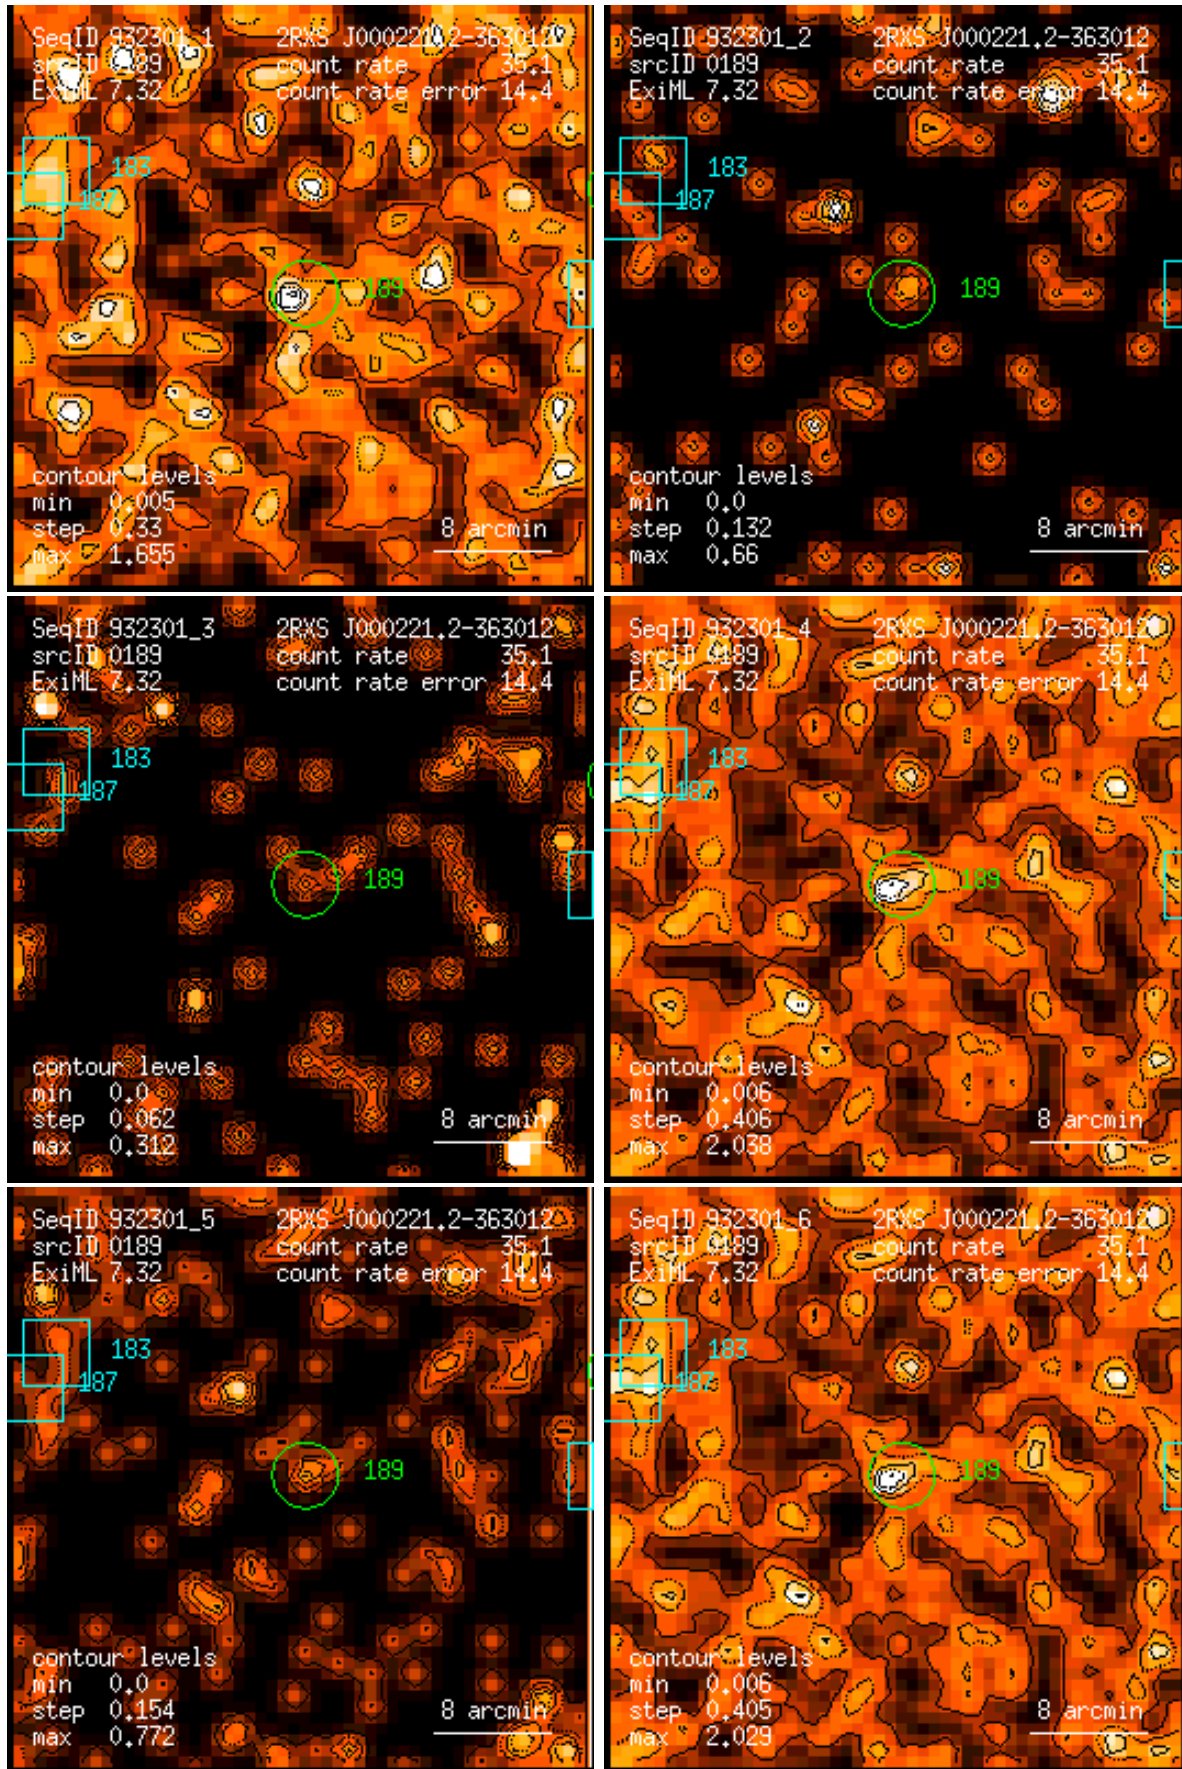 SeqID 932301_1 2RXS J000221.2-363012
srcID 0189 count rate 35.1
ExiML 7.32 count rate error 14.4
183
187
189
contour levels
min 0.005
step 0.33 8 arcmin
max 1.655
SeqID 932301_2 2RXS J000221.2-363012
srcID 0189 count rate 35.1
ExiML 7.32 count rate error 14.4
183
187
189
contour levels
min 0.0
step 0.132 8 arcmin
max 0.66
SeqID 932301_3 2RXS J000221.2-363012
srcID 0189 count rate 35.1
ExiML 7.32 count rate error 14.4
183
187
189
contour levels
min 0.0
step 0.062 8 arcmin
max 0.312
SeqID 932301_4 2RXS J000221.2-363012
srcID 0189 count rate 35.1
ExiML 7.32 count rate error 14.4
183
187
189
contour levels
min 0.006
step 0.406 8 arcmin
max 2.038
SeqID 932301_5 2RXS J000221.2-363012
srcID 0189 count rate 35.1
ExiML 7.32 count rate error 14.4
183
187
189
contour levels
min 0.0
step 0.154 8 arcmin
max 0.772
SeqID 932301_6 2RXS J000221.2-363012
srcID 0189 count rate 35.1
ExiML 7.32 count rate error 14.4
183
187
189
contour levels
min 0.006
step 0.405 8 arcmin
max 2.029